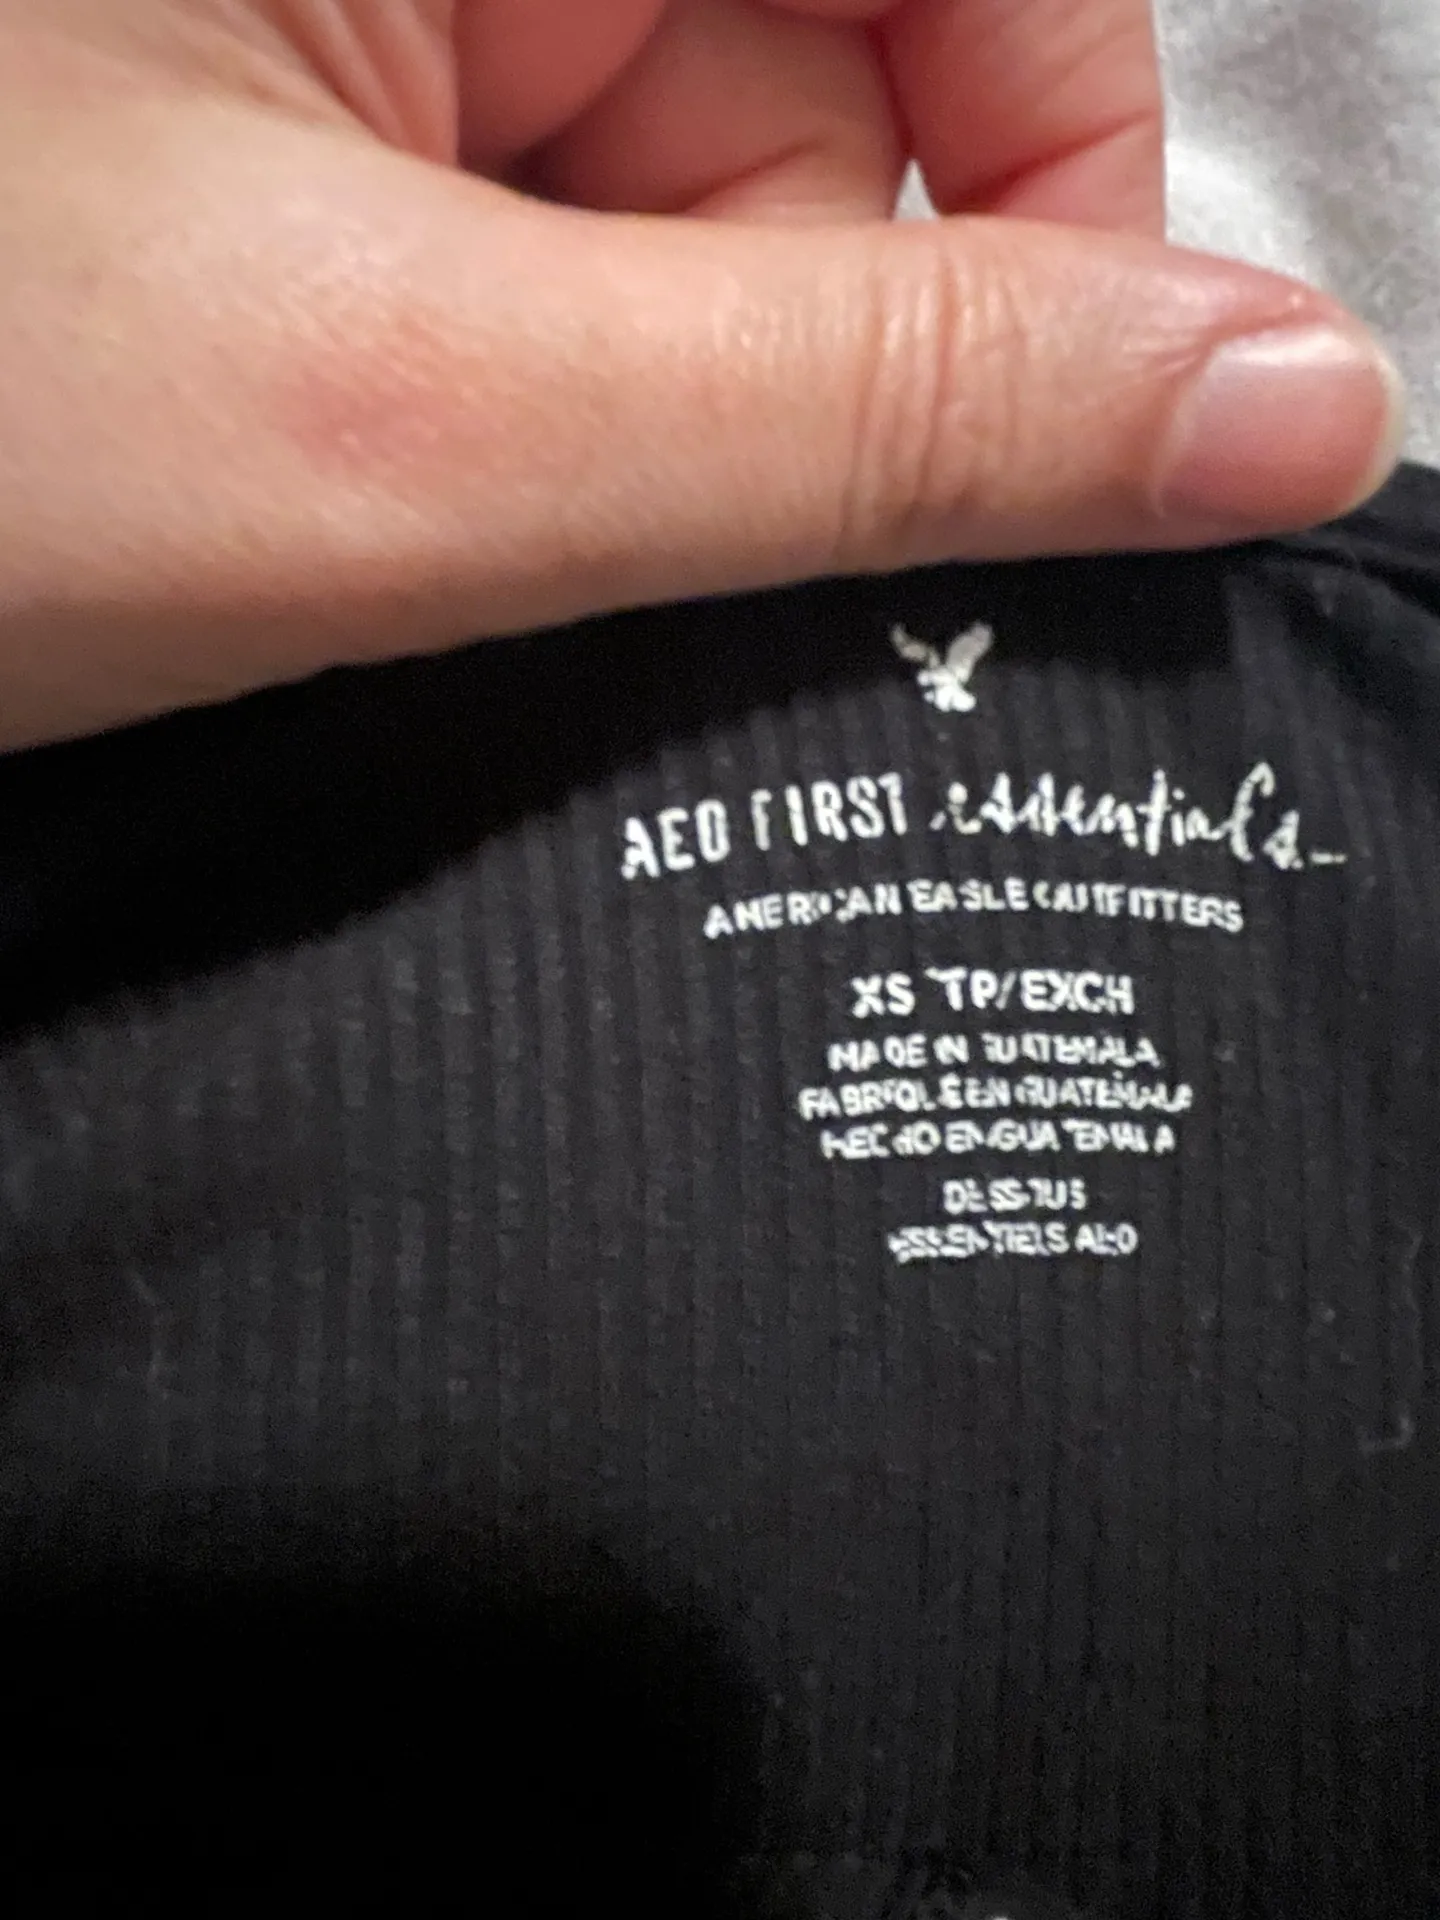 AEO FIRST essentials
AMERICAN EAGLE OUTFITTERS
XS TP/EXCH
MADE IN GUATEMALA
FABRIQUÉ EN GUATEMALA
HECHO EN GUATEMALA
DESSOUS
ESSENTIELS AEO